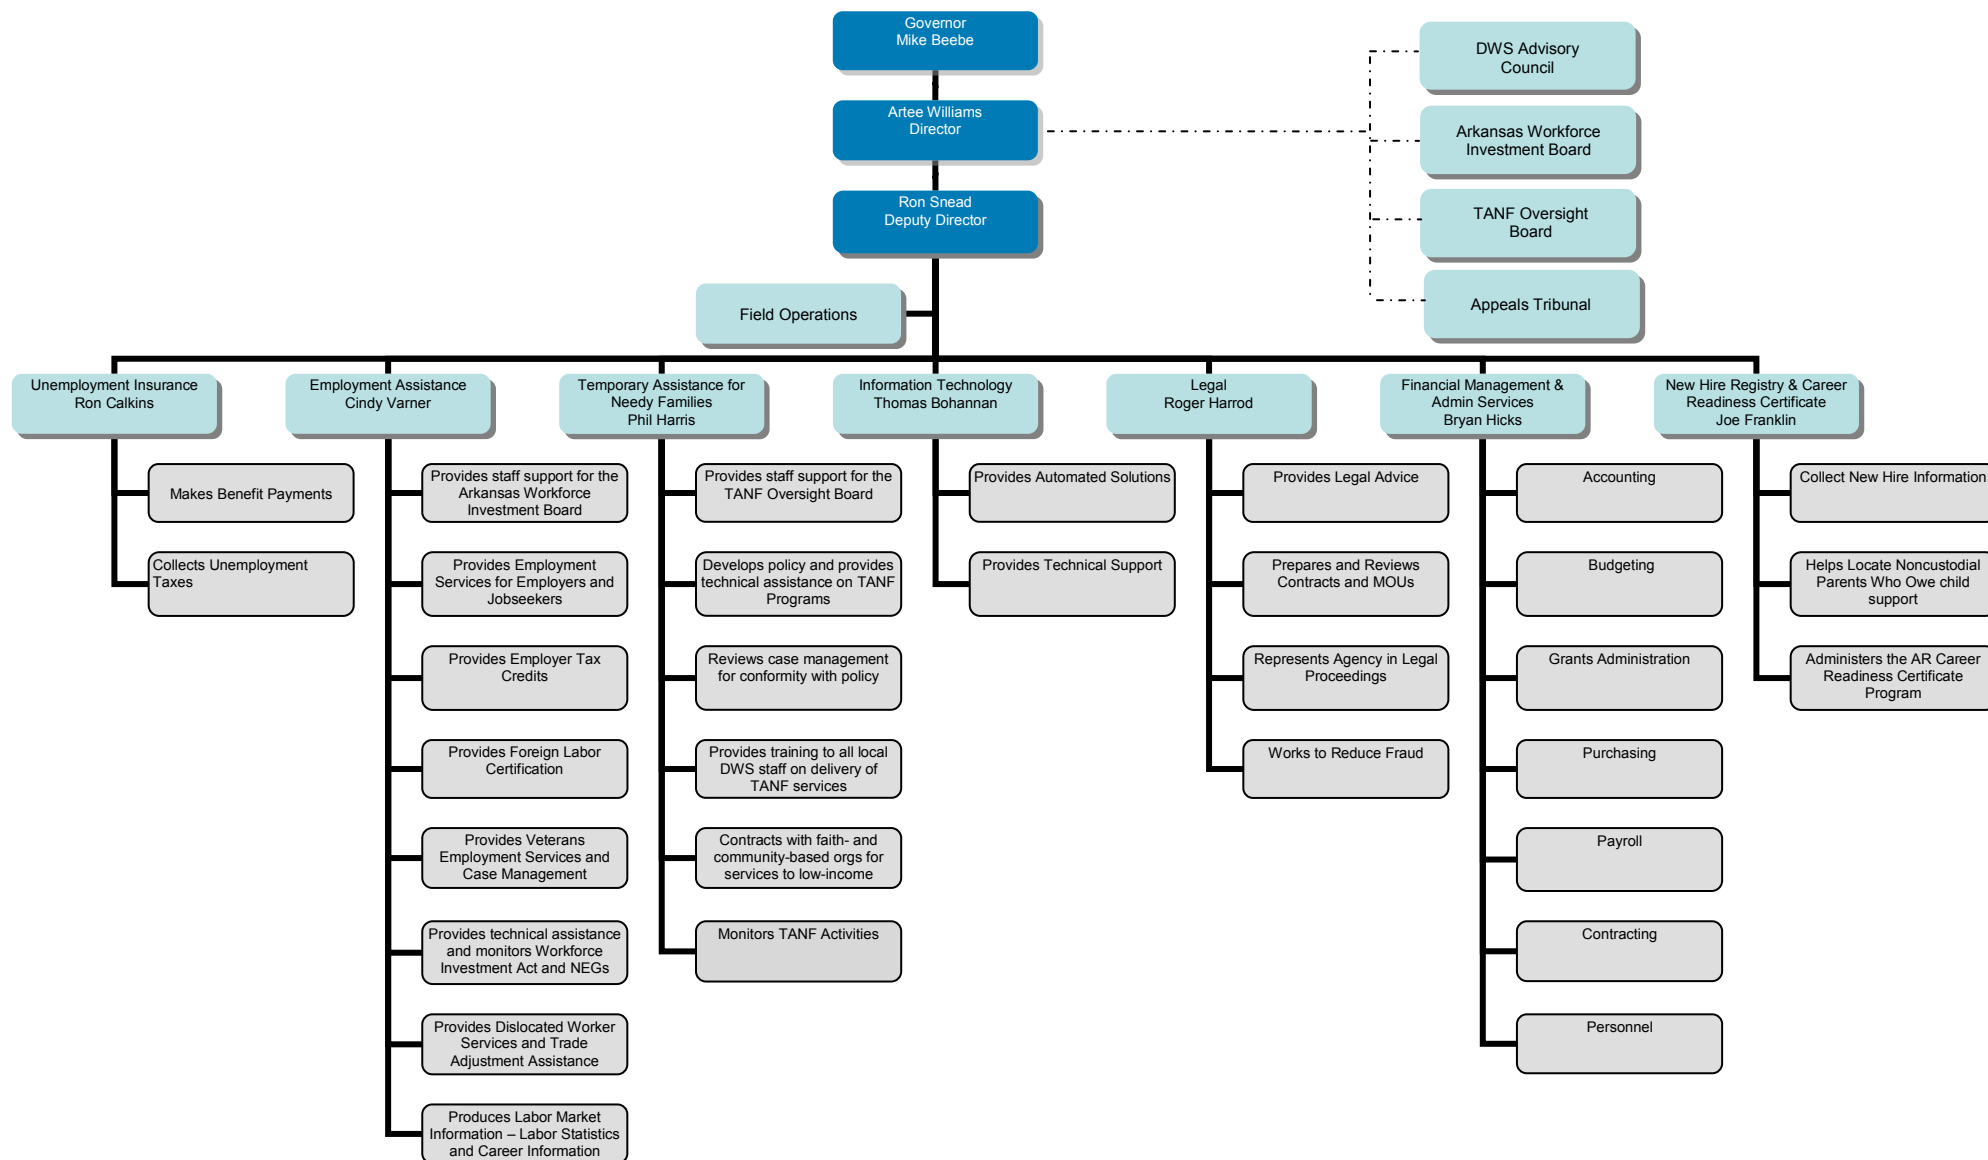 Governor
Mike Beebe
Artee Williams
Director
Ron Snead
Deputy Director
DWS Advisory
Council
Arkansas Workforce
Investment Board
TANF Oversight
Board
Appeals Tribunal
Field Operations
Unemployment Insurance
Ron Calkins
Makes Benefit Payments
Collects Unemployment
Taxes
Employment Assistance
Cindy Varner
Provides staff support for the
Arkansas Workforce
Investment Board
Provides Employment
Services for Employers and
Jobseekers
Provides Employer Tax
Credits
Provides Foreign Labor
Certification
Provides Veterans
Employment Services and
Case Management
Provides technical assistance
and monitors Workforce
Investment Act and NEGs
Provides Dislocated Worker
Services and Trade
Adjustment Assistance
Produces Labor Market
Information – Labor Statistics
and Career Information
Temporary Assistance for
Needy Families
Phil Harris
Provides staff support for the
TANF Oversight Board
Develops policy and provides
technical assistance on TANF
Programs
Reviews case management
for conformity with policy
Provides training to all local
DWS staff on delivery of
TANF services
Contracts with faith- and
community-based orgs for
services to low-income
Monitors TANF Activities
Information Technology
Thomas Bohannan
Provides Automated Solutions
Provides Technical Support
Legal
Roger Harrod
Provides Legal Advice
Prepares and Reviews
Contracts and MOUs
Represents Agency in Legal
Proceedings
Works to Reduce Fraud
Financial Management &
Admin Services
Bryan Hicks
Accounting
Budgeting
Grants Administration
Purchasing
Payroll
Contracting
Personnel
New Hire Registry & Career
Readiness Certificate
Joe Franklin
Collect New Hire Information
Helps Locate Noncustodial
Parents Who Owe child
support
Administers the AR Career
Readiness Certificate
Program